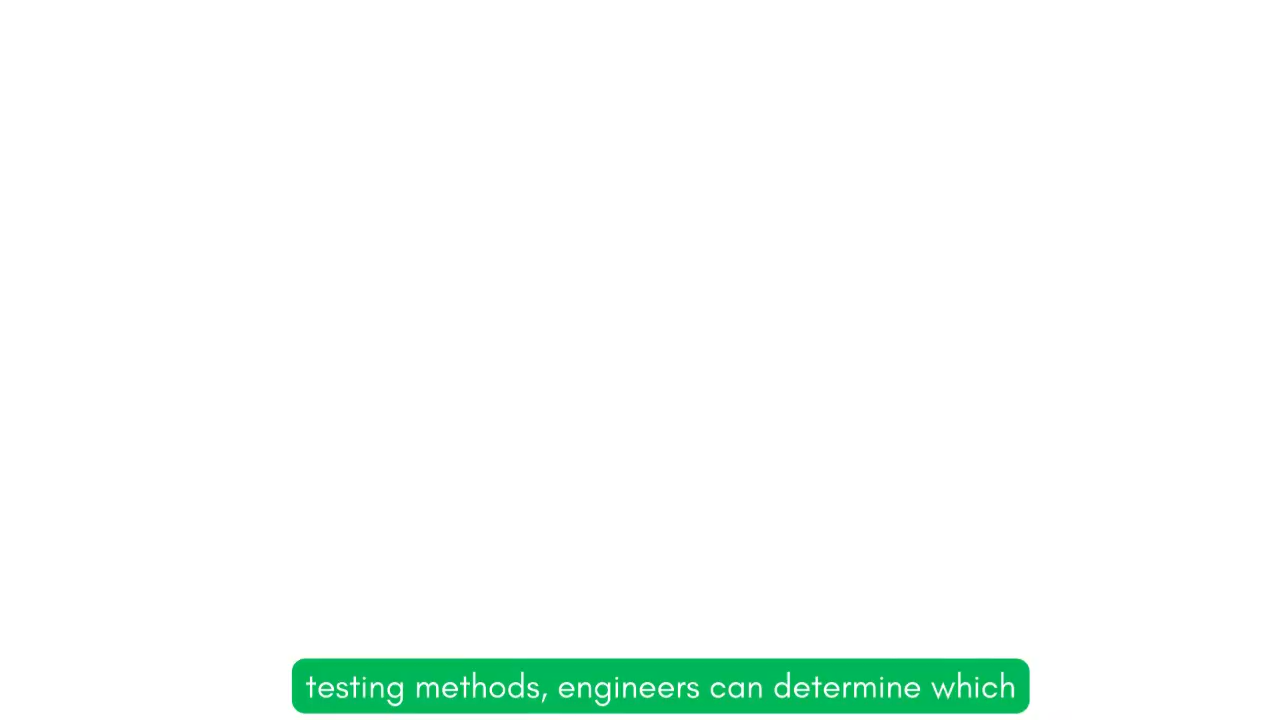 testing methods, engineers can determine which